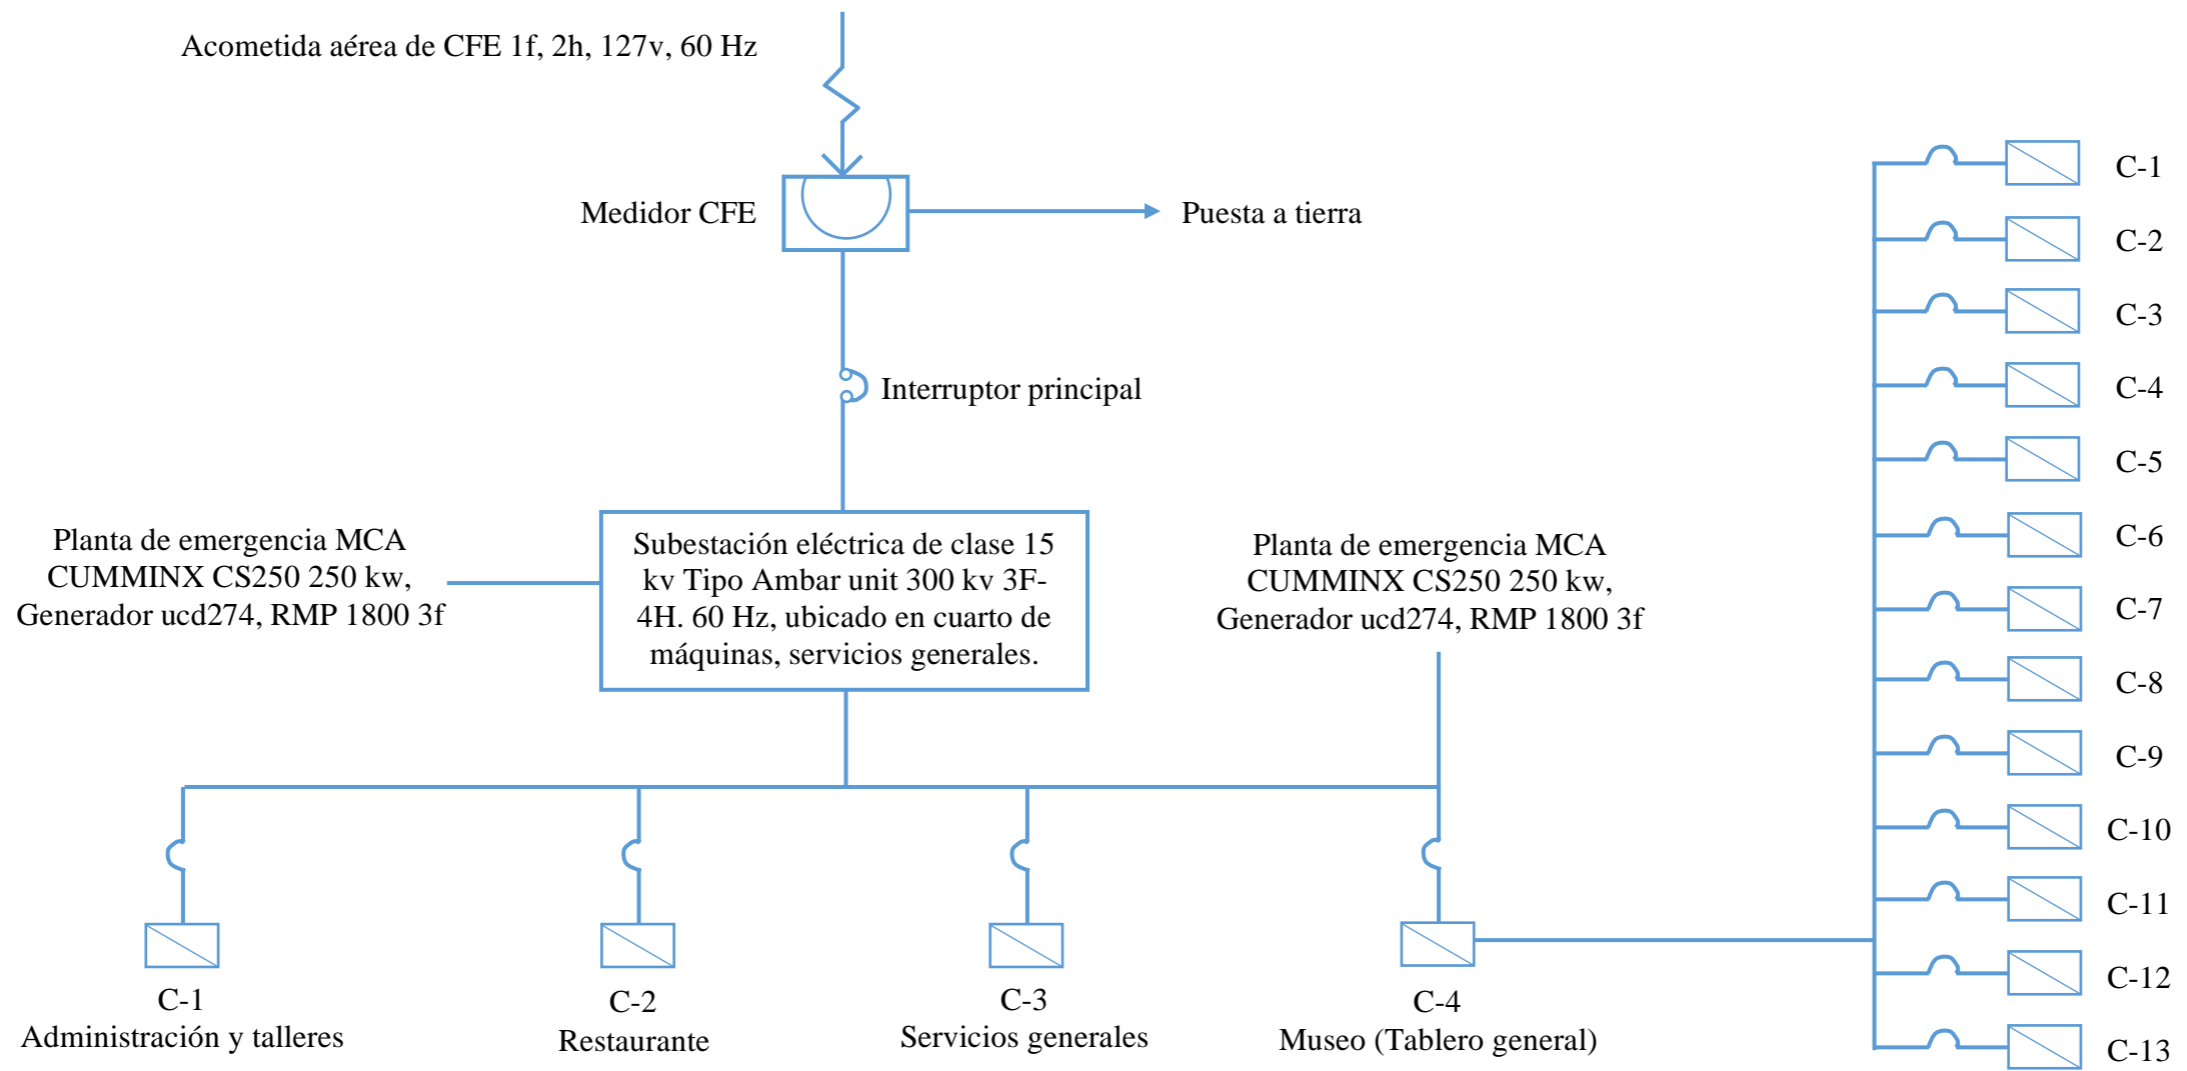 Acometida aérea de CFE 1f, 2h, 127v, 60 Hz
Medidor CFE
Puesta a tierra
Interruptor principal
Planta de emergencia MCA
CUMMINX CS250 250 kw,
Generador ucd274, RMP 1800 3f
Subestación eléctrica de clase 15
kv Tipo Ambar unit 300 kv 3F-
4H. 60 Hz, ubicado en cuarto de
máquinas, servicios generales.
Planta de emergencia MCA
CUMMINX CS250 250 kw,
Generador ucd274, RMP 1800 3f
C-1
Administración y talleres
C-2
Restaurante
C-3
Servicios generales
C-4
Museo (Tablero general)
C-1
C-2
C-3
C-4
C-5
C-6
C-7
C-8
C-9
C-10
C-11
C-12
C-13